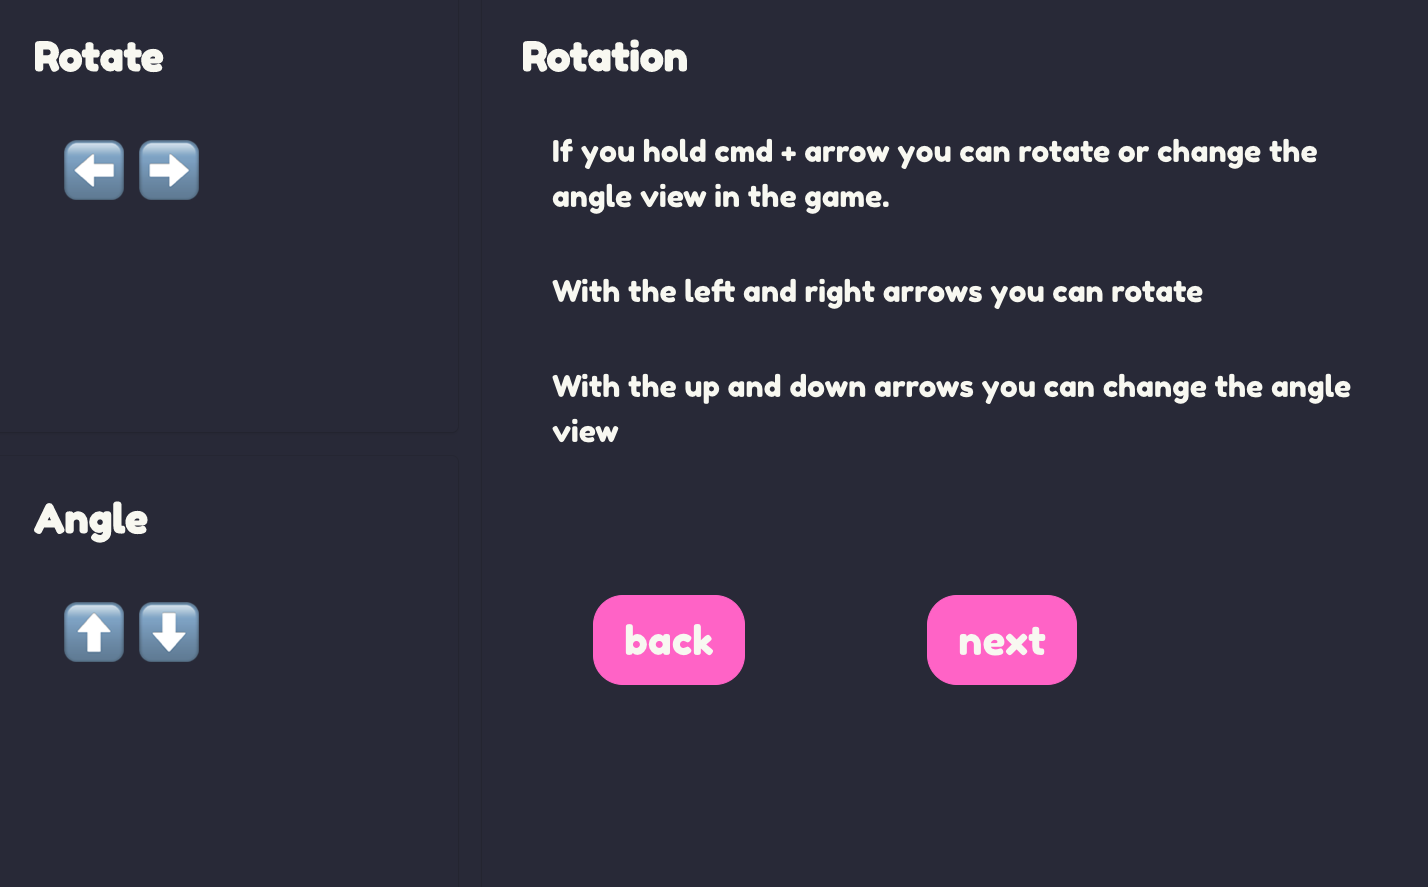 Rotate
⬅️ ➡️
Angle
⬆️ ⬇️
Rotation
If you hold cmd + arrow you can rotate or change the
angle view in the game.
With the left and right arrows you can rotate
With the up and down arrows you can change the angle
view
back
next